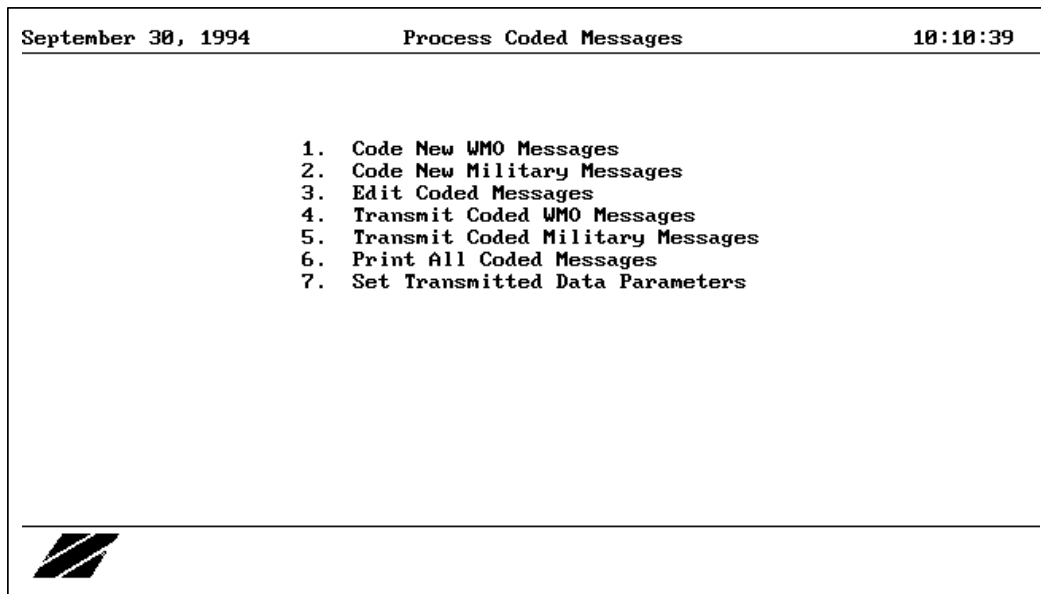 September 30, 1994 Process Coded Messages 10:10:39
1. Code New WMO Messages
2. Code New Military Messages
3. Edit Coded Messages
4. Transmit Coded WMO Messages
5. Transmit Coded Military Messages
6. Print All Coded Messages
7. Set Transmitted Data Parameters